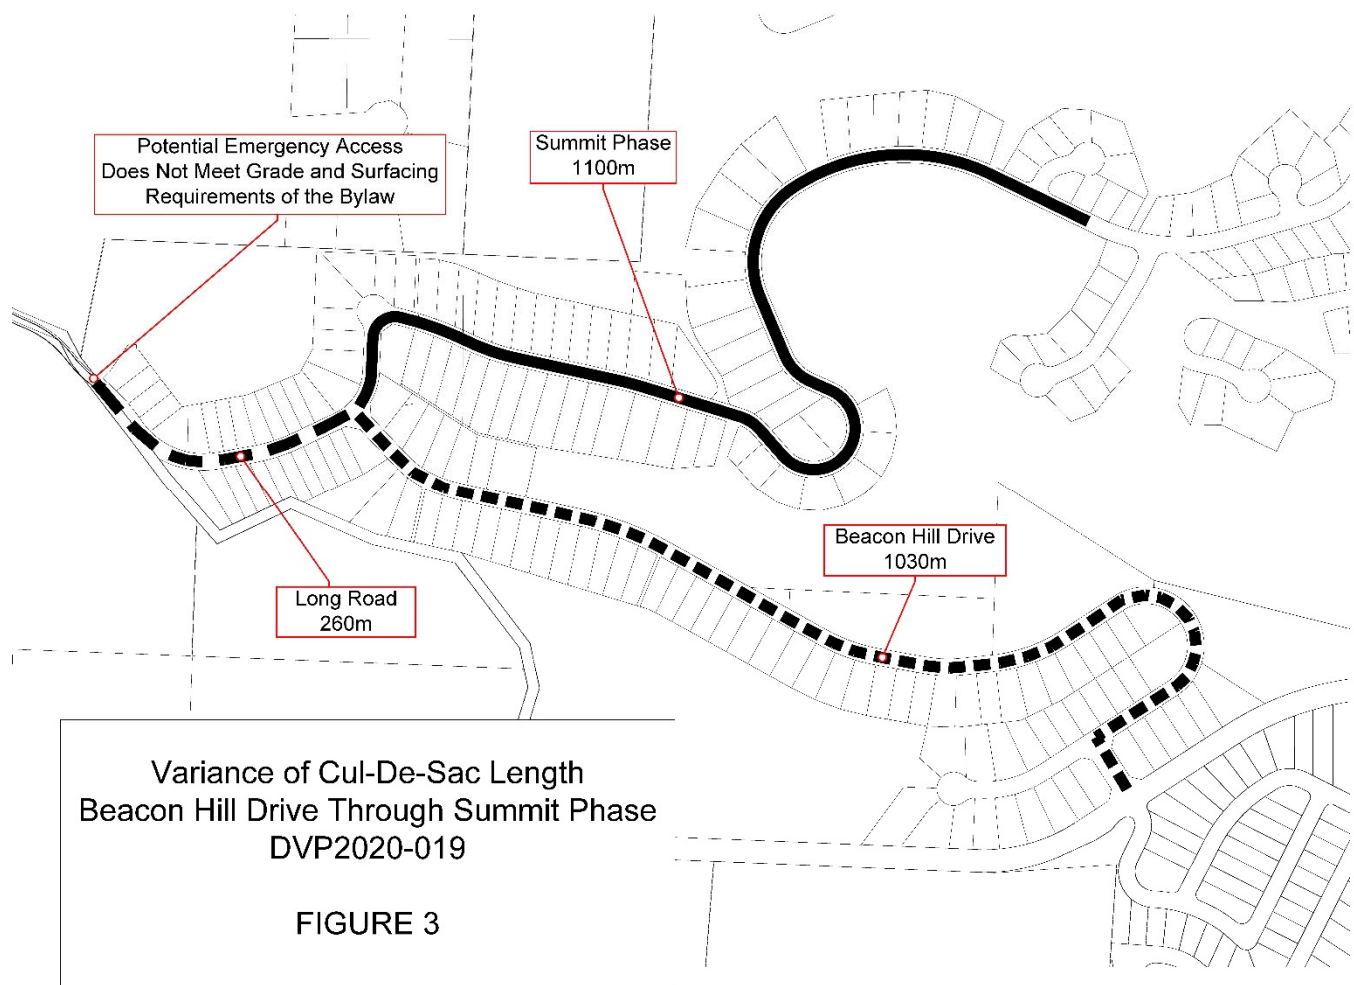 Potential Emergency Access
Does Not Meet Grade and Surfacing
Requirements of the Bylaw
Summit Phase
1100m
Beacon Hill Drive
1030m
Long Road
260m
Variance of Cul-De-Sac Length
Beacon Hill Drive Through Summit Phase
DVP2020-019
FIGURE 3